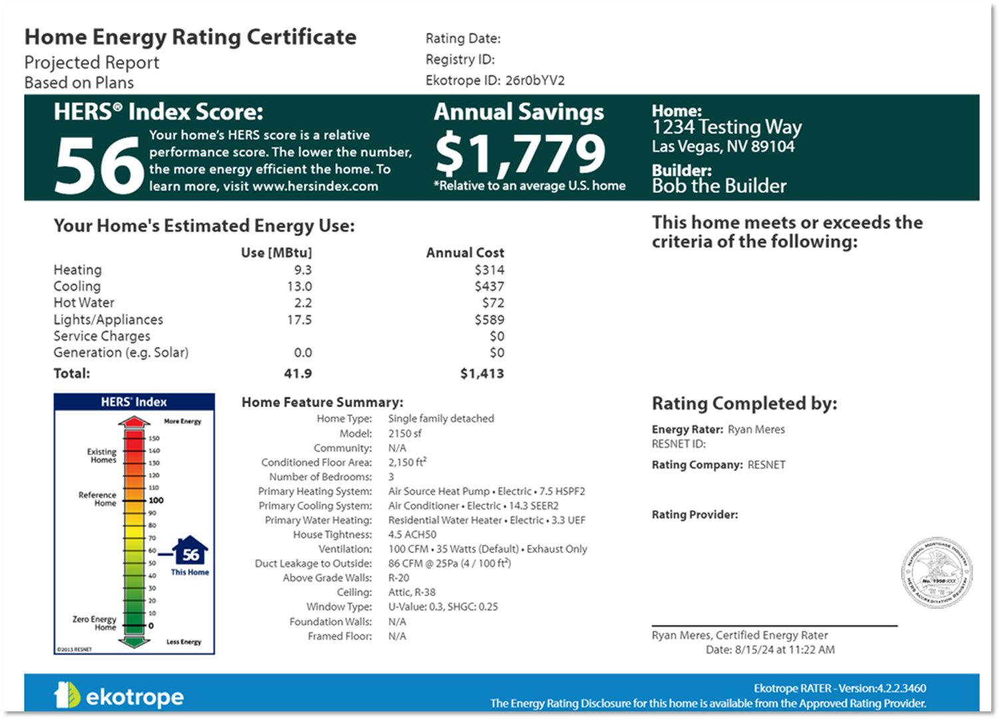 Home Energy Rating Certificate
Projected Report
Based on Plans
Rating Date:
Registry ID:
Ekotrope ID: 26r0bYV2
HERS® Index Score:
56
Your home's HERS score is a relative
performance score. The lower the number,
the more energy efficient the home. To
learn more, visit www.hersindex.com
Annual Savings
$1,779
*Relative to an average U.S. home
Home:
1234 Testing Way
Las Vegas, NV 89104
Builder:
Bob the Builder
Your Home's Estimated Energy Use:
Use [MBtu] Annual Cost
Heating 9.3 $314
Cooling 13.0 $437
Hot Water 2.2 $72
Lights/Appliances 17.5 $589
Service Charges $0
Generation (e.g. Solar) 0.0 $0
Total: 41.9 $1,413
This home meets or exceeds the
criteria of the following:
HERS® Index
More Energy
150
Existing
Homes
140
130
120
110
Reference
Home
100
90
80
70
60
50
40
30
20
10
Zero Energy
Home
0
56
This Home
Less Energy
©2013 RESNET
Home Feature Summary:
Home Type: Single family detached
Model: 2150 sf
Community: N/A
Conditioned Floor Area: 2,150 ft²
Number of Bedrooms: 3
Primary Heating System: Air Source Heat Pump • Electric • 7.5 HSPF2
Primary Cooling System: Air Conditioner • Electric • 14.3 SEER2
Primary Water Heating: Residential Water Heater • Electric • 3.3 UEF
House Tightness: 4.5 ACH50
Ventilation: 100 CFM • 35 Watts (Default) • Exhaust Only
Duct Leakage to Outside: 86 CFM @ 25Pa (4 / 100 ft²)
Above Grade Walls: R-20
Ceiling: Attic, R-38
Window Type: U-Value: 0.3, SHGC: 0.25
Foundation Walls: N/A
Framed Floor: N/A
Rating Completed by:
Energy Rater: Ryan Meres
RESNET ID:
Rating Company: RESNET
Rating Provider:
NATIONAL MORTGAGE INDUSTRY
No. 1998-XXX
HERS ACCREDITATION REGISTRY
Ryan Meres, Certified Energy Rater
Date: 8/15/24 at 11:22 AM
ekotrope
Ekotrope RATER - Version:4.2.2.3460
The Energy Rating Disclosure for this home is available from the Approved Rating Provider.